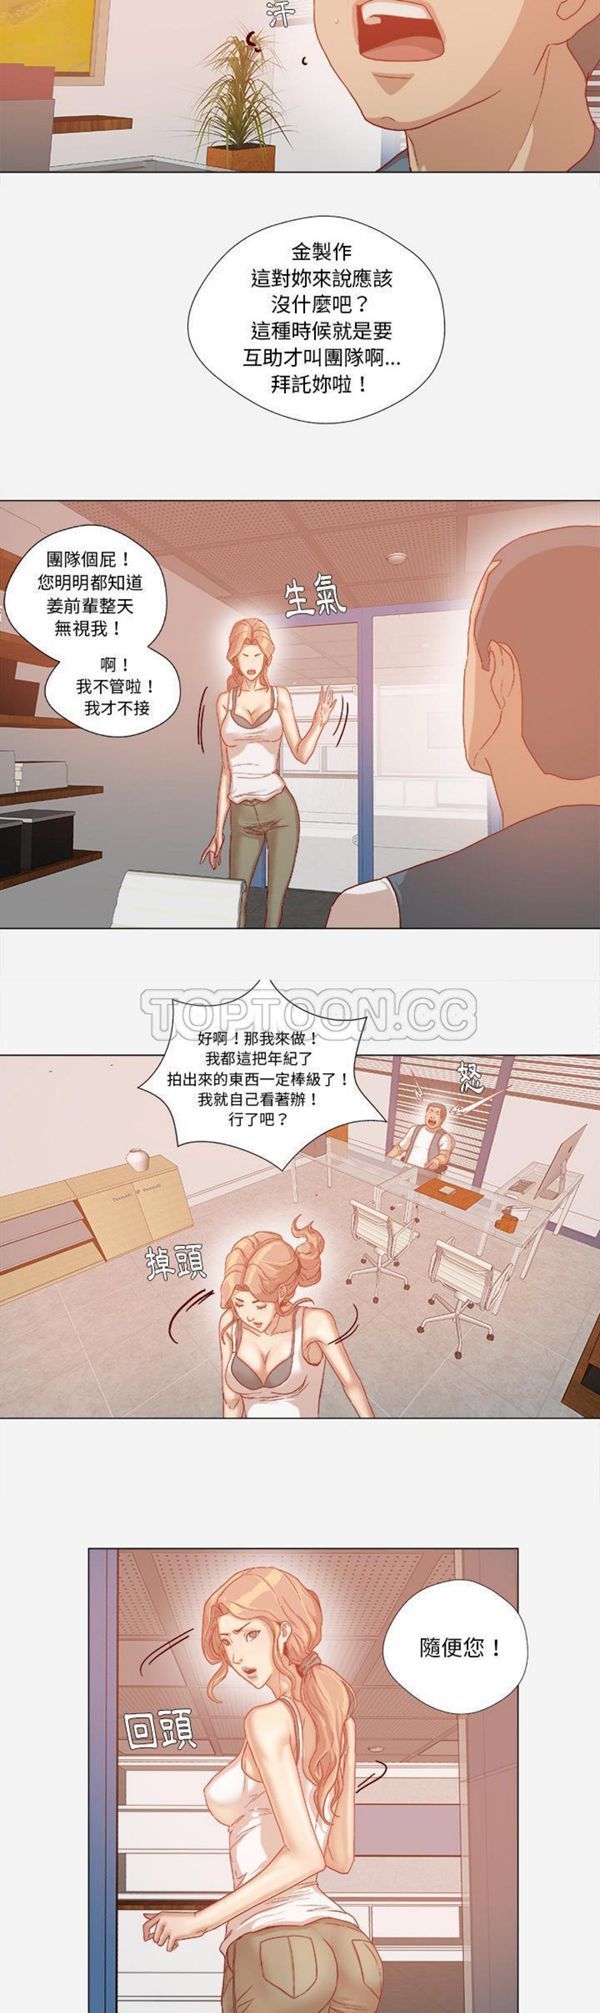 汗
金製作
這對妳來說應該
沒什麼吧？
這種時候就是要
互助才叫團隊啊...
拜託妳啦！
團隊個屁！
您明明都知道
姜前輩整天
無視我！
啊！
我不管啦！
我才不接
生氣
TOPTOON.CC
好啊！那我來做！
我都這把年紀了
拍出來的東西一定棒級了！
我就自己看著辦！
行了吧？
怒
掉頭
隨便您！
回頭